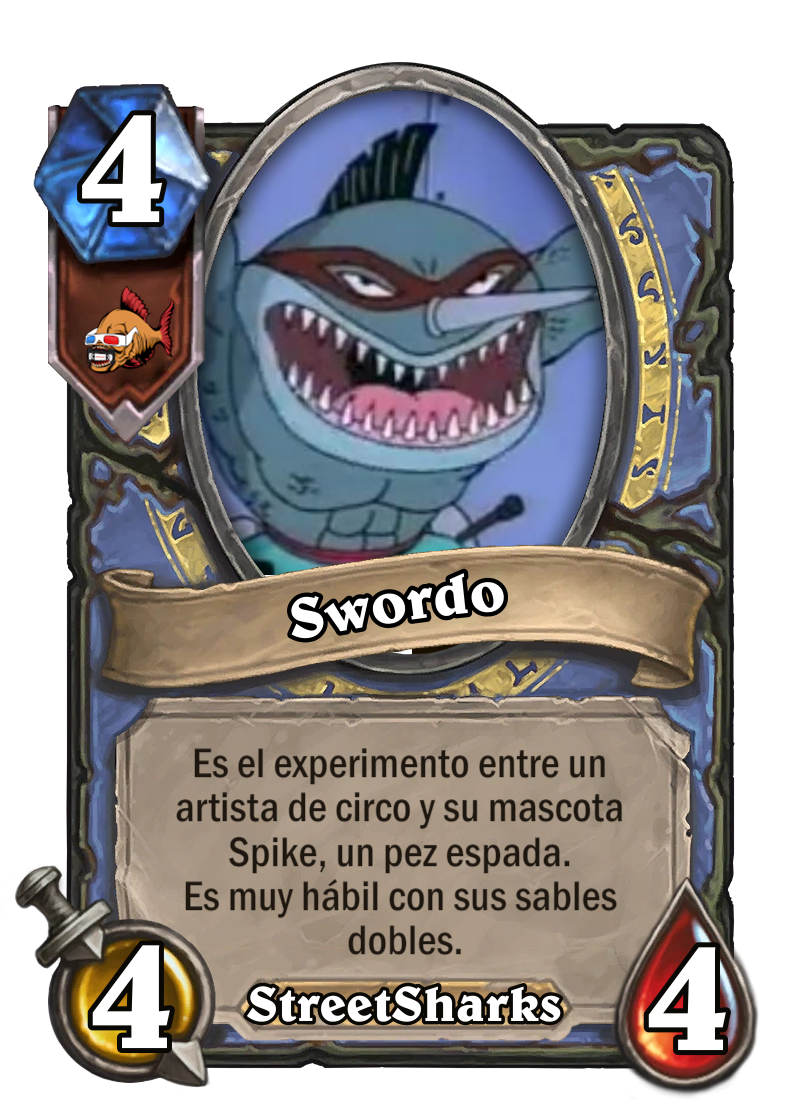 4
Swordo
Es el experimento entre un
artista de circo y su mascota
Spike, un pez espada.
Es muy hábil con sus sables
dobles.
4
StreetSharks
4